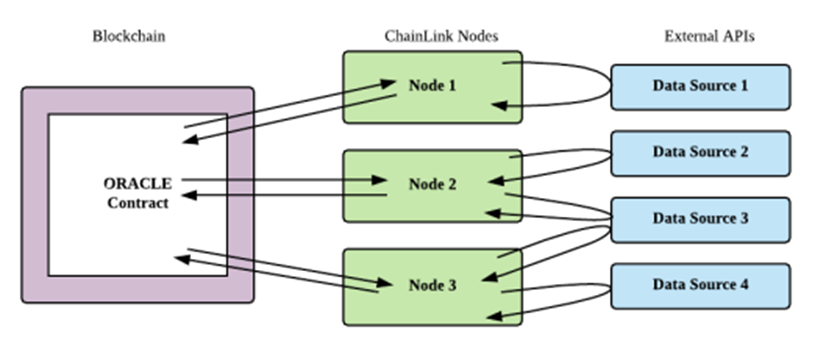 Blockchain
ChainLink Nodes
External APIs
Node 1
Data Source 1
Data Source 2
ORACLE
Contract
Node 2
Data Source 3
Node 3
Data Source 4